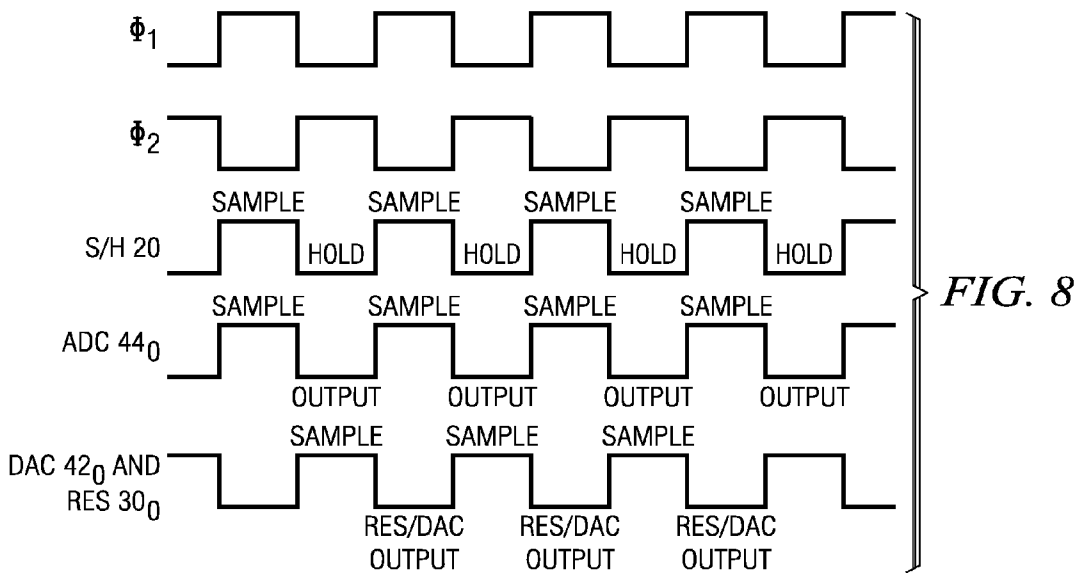 Φ1
Φ2
SAMPLE SAMPLE SAMPLE SAMPLE
S/H 20 HOLD HOLD HOLD HOLD
SAMPLE SAMPLE SAMPLE SAMPLE
ADC 440
OUTPUT OUTPUT OUTPUT OUTPUT
SAMPLE SAMPLE SAMPLE
DAC 420 AND
RES 300
RES/DAC RES/DAC RES/DAC
OUTPUT OUTPUT OUTPUT
FIG. 8